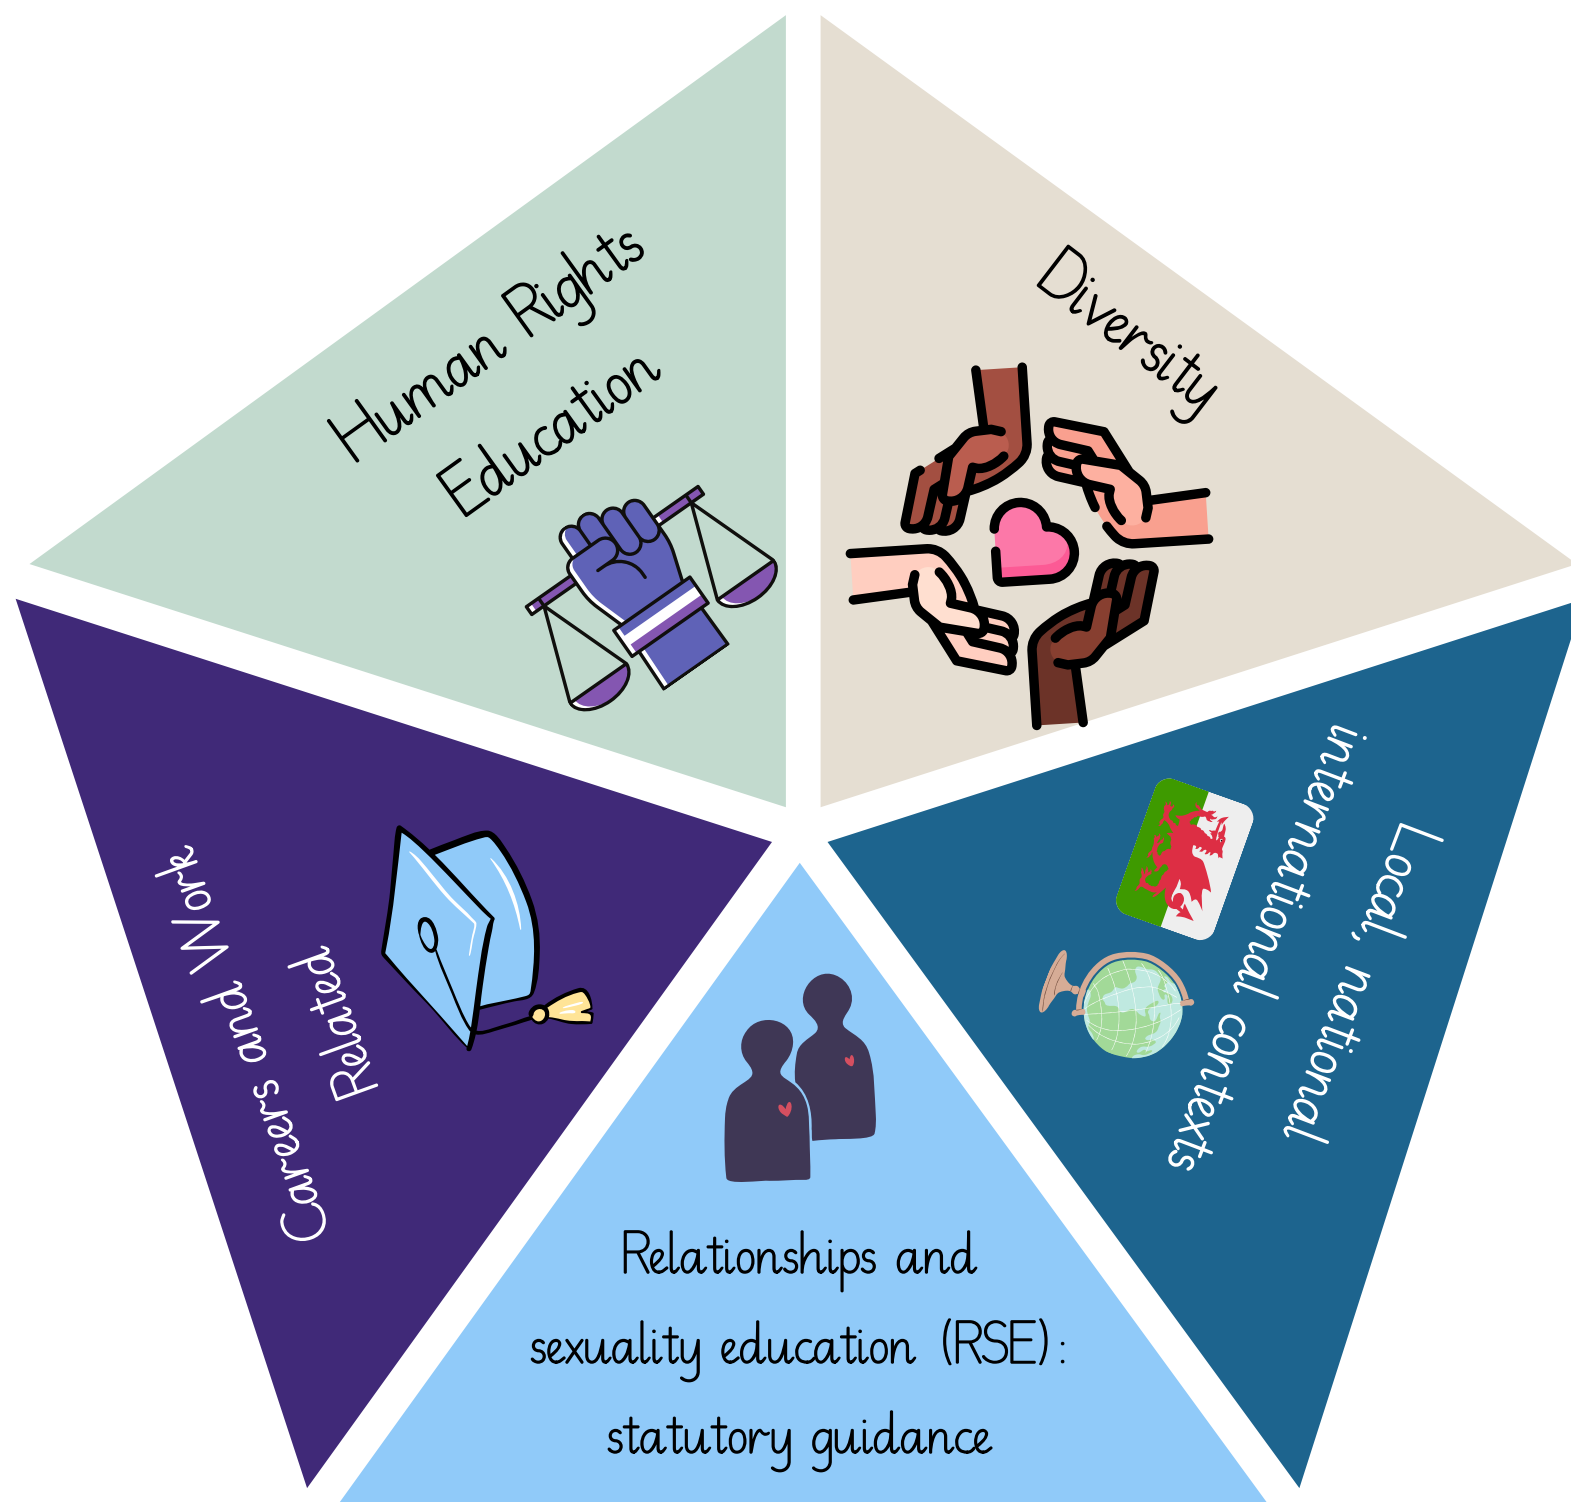 Human Rights
Education
Diversity
Local, national
international contexts
Relationships and
sexuality education (RSE):
statutory guidance
Careers and Work
Related